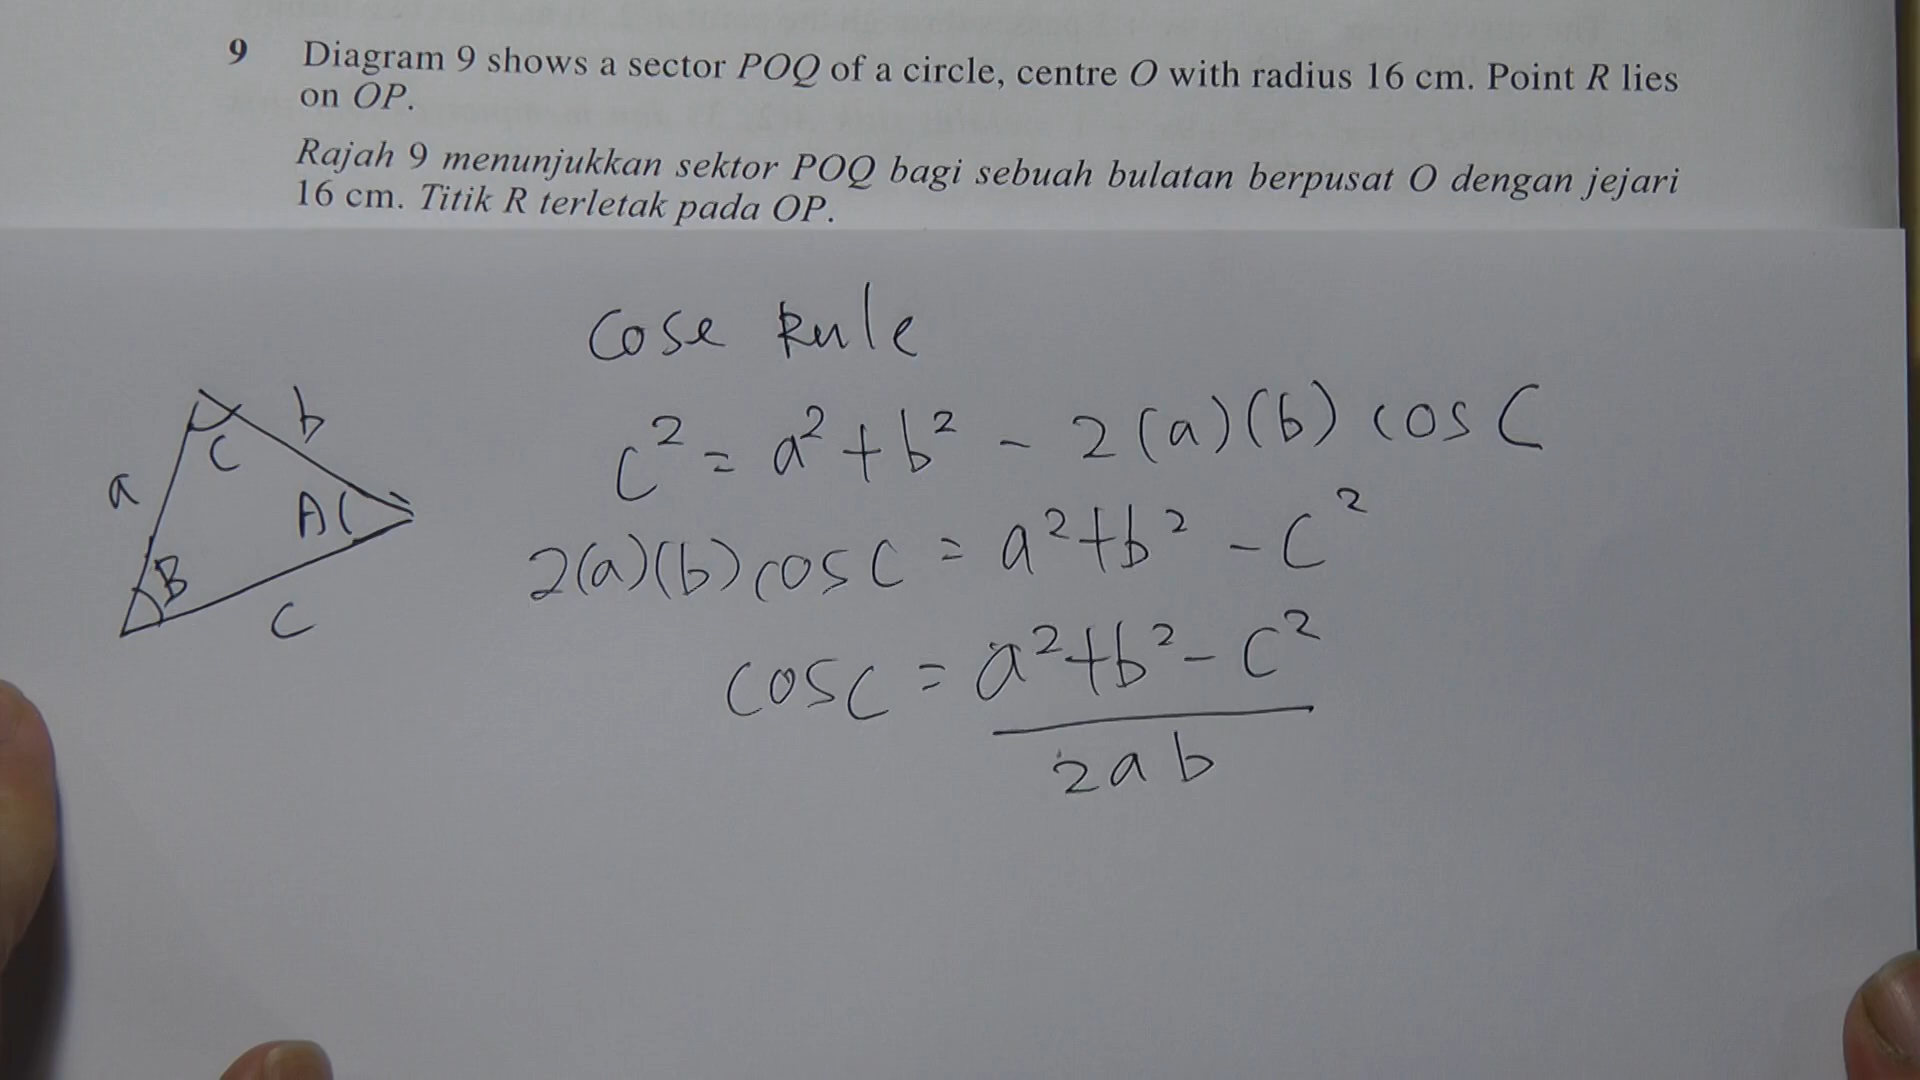 9 Diagram 9 shows a sector POQ of a circle, centre O with radius 16 cm. Point R lies
on OP.
Rajah 9 menunjukkan sektor POQ bagi sebuah bulatan berpusat O dengan jejari
16 cm. Titik R terletak pada OP.
Cose Rule
a
b
C
A
B
c
c² = a² + b² - 2(a)(b) cos C
2(a)(b) cos C = a² + b² - c²
cos C = a² + b² - c²
2ab